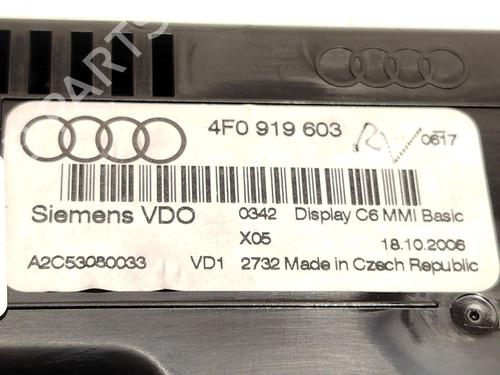 PARTS
4F0 919 603
0617
Siemens VDO 0342 Display C6 MMI Basic
X05 18.10.2006
A2C53080033 VD1 2732 Made in Czech Republic